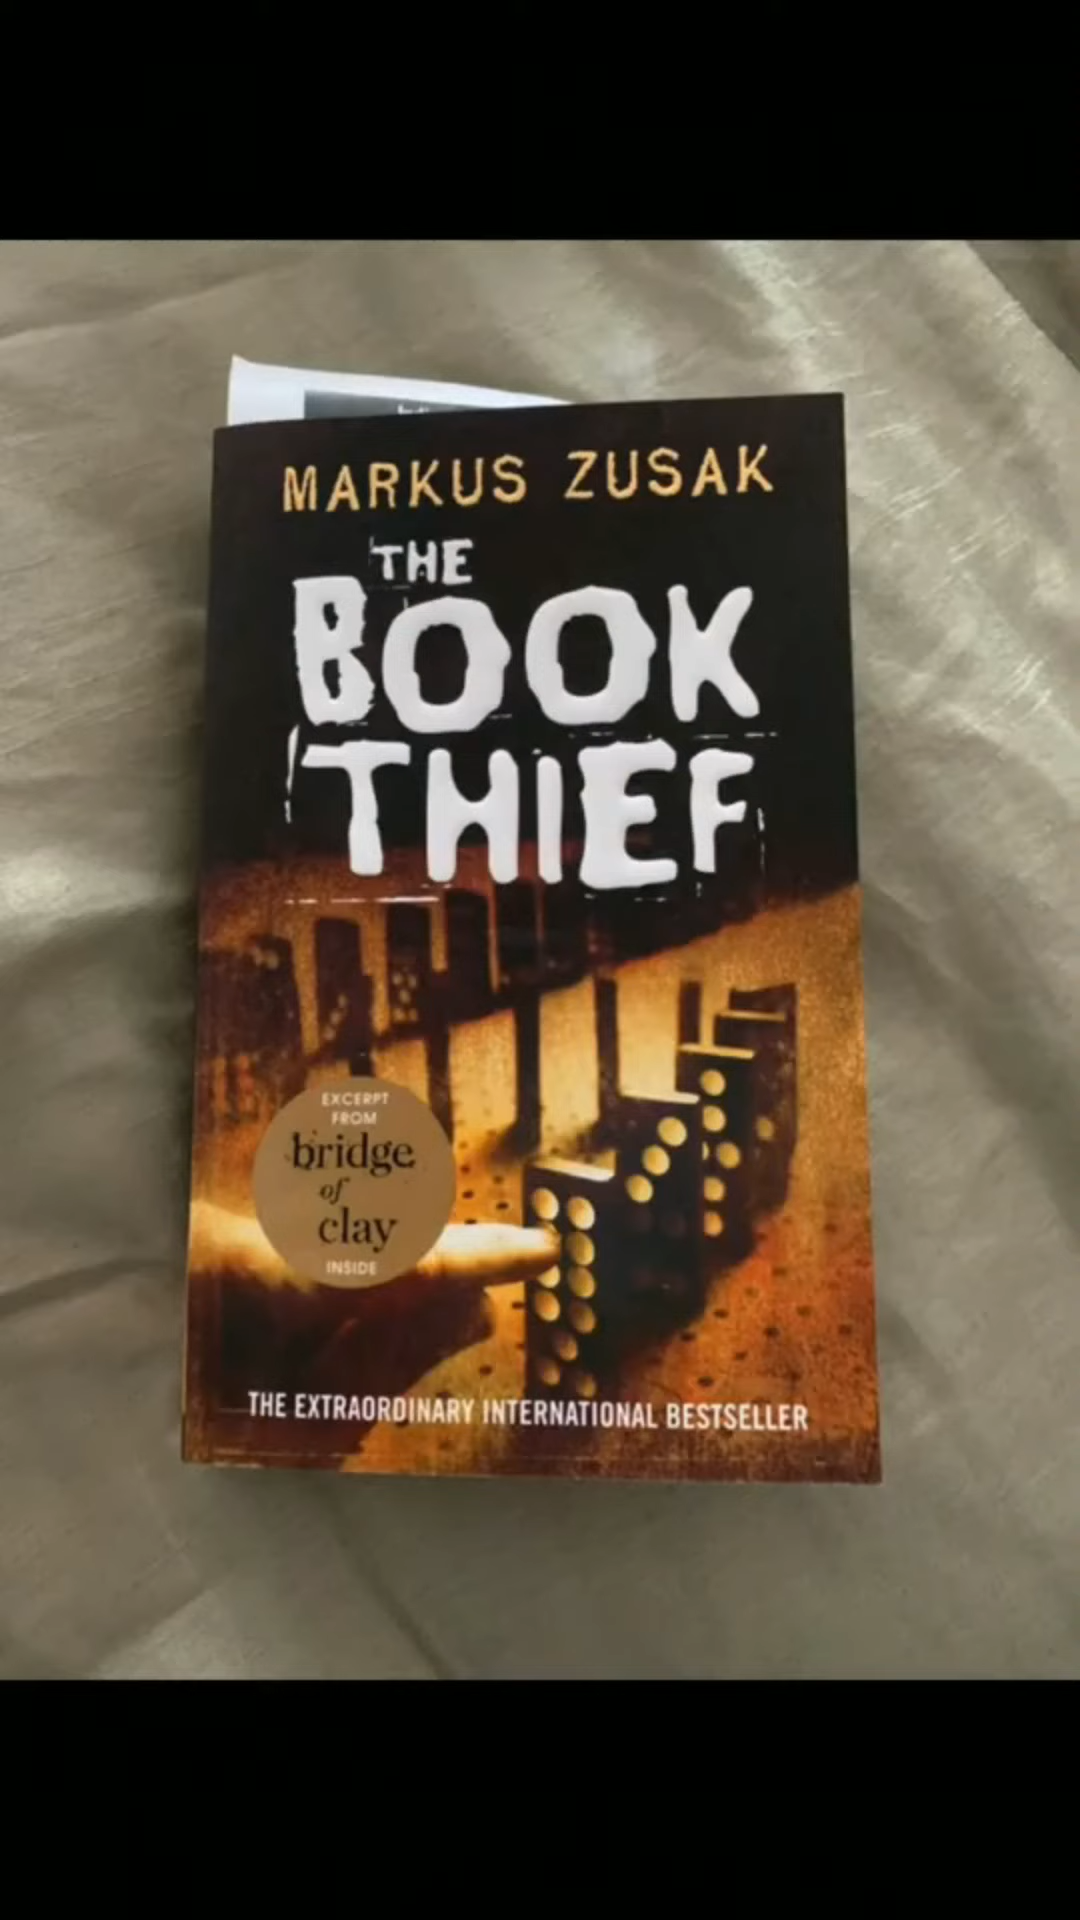 MARKUS ZUSAK
THE
BOOK
THIEF
EXCERPT
FROM
bridge
of
clay
INSIDE
THE EXTRAORDINARY INTERNATIONAL BESTSELLER